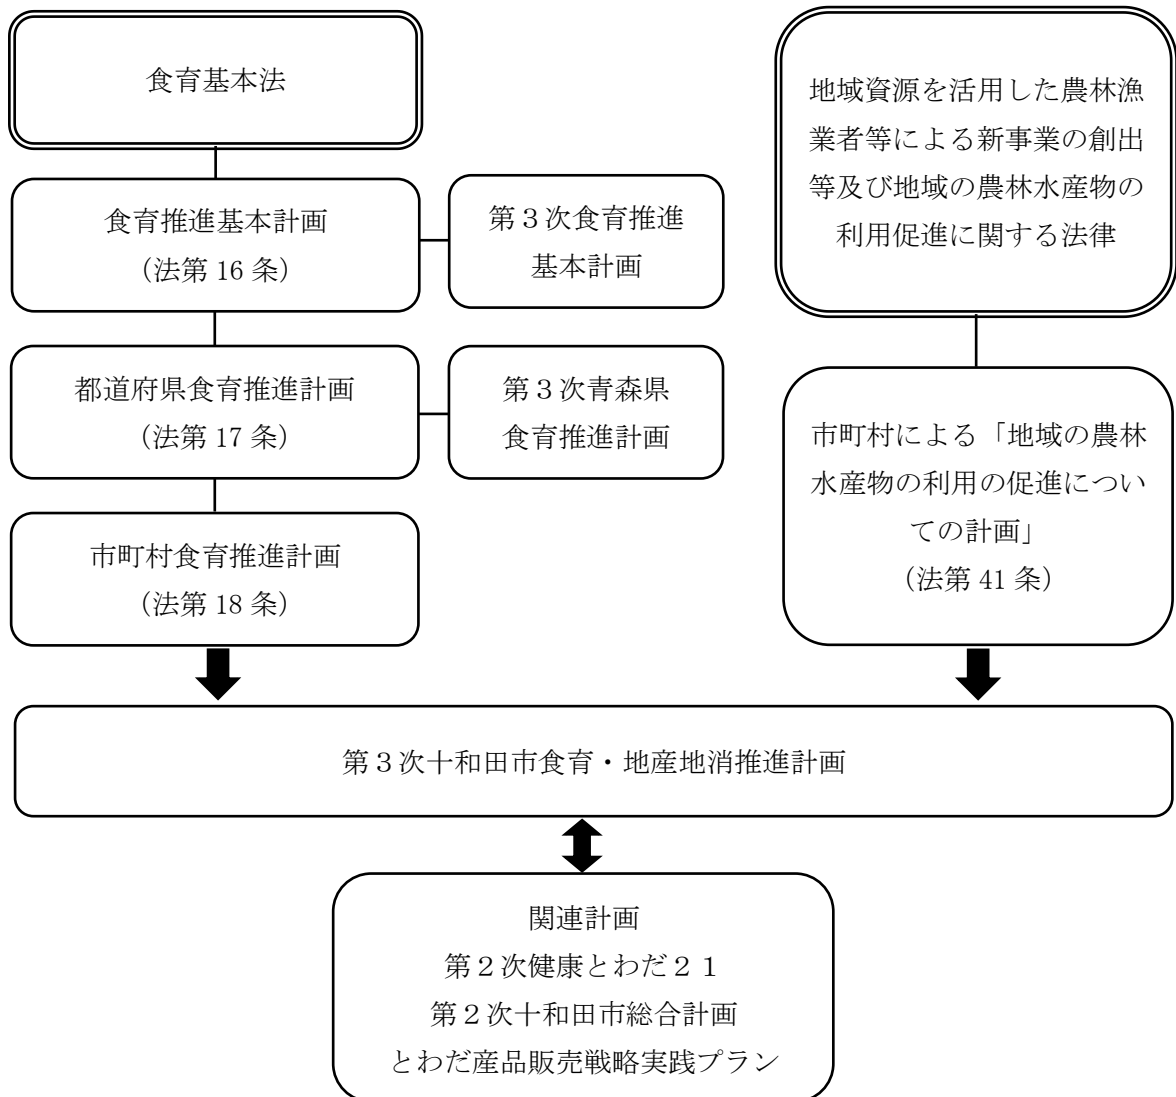 食育基本法
食育推進基本計画
（法第 16 条）
第３次食育推進
基本計画
都道府県食育推進計画
（法第 17 条）
第３次青森県
食育推進計画
市町村食育推進計画
（法第 18 条）
地域資源を活用した農林漁
業者等による新事業の創出
等及び地域の農林水産物の
利用促進に関する法律
市町村による「地域の農林
水産物の利用の促進につい
ての計画」
（法第 41 条）
第３次十和田市食育・地産地消推進計画
関連計画
第２次健康とわだ２１
第２次十和田市総合計画
とわだ産品販売戦略実践プラン